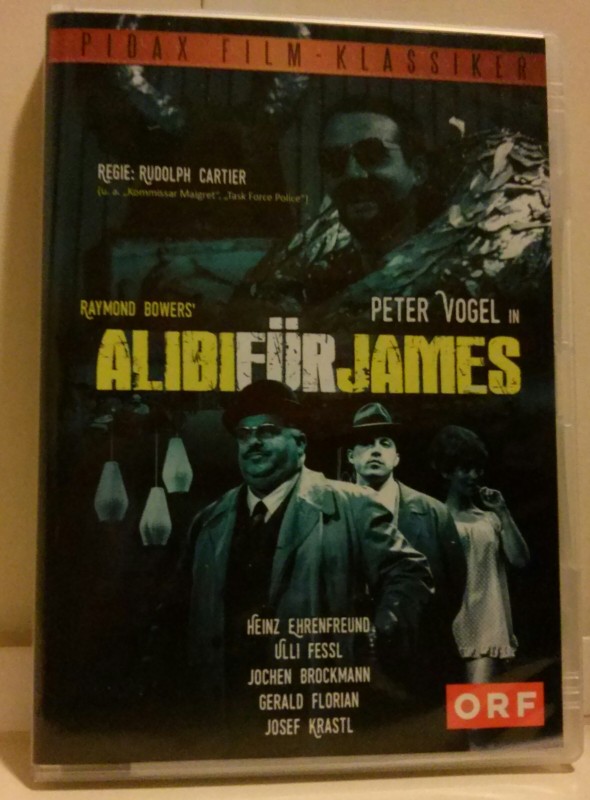 PIDAX FILM-KLASSIKER
REGIE: RUDOLPH CARTIER
(u. a. „Kommissar Maigret“, „Task Force Police“)
RAYMOND BOWERS'
PETER VOGEL IN
ALIBI FÜR JAMES
HEINZ EHRENFREUND
ULLI FESSL
JOCHEN BROCKMANN
GERALD FLORIAN
JOSEF KRASTL
ORF